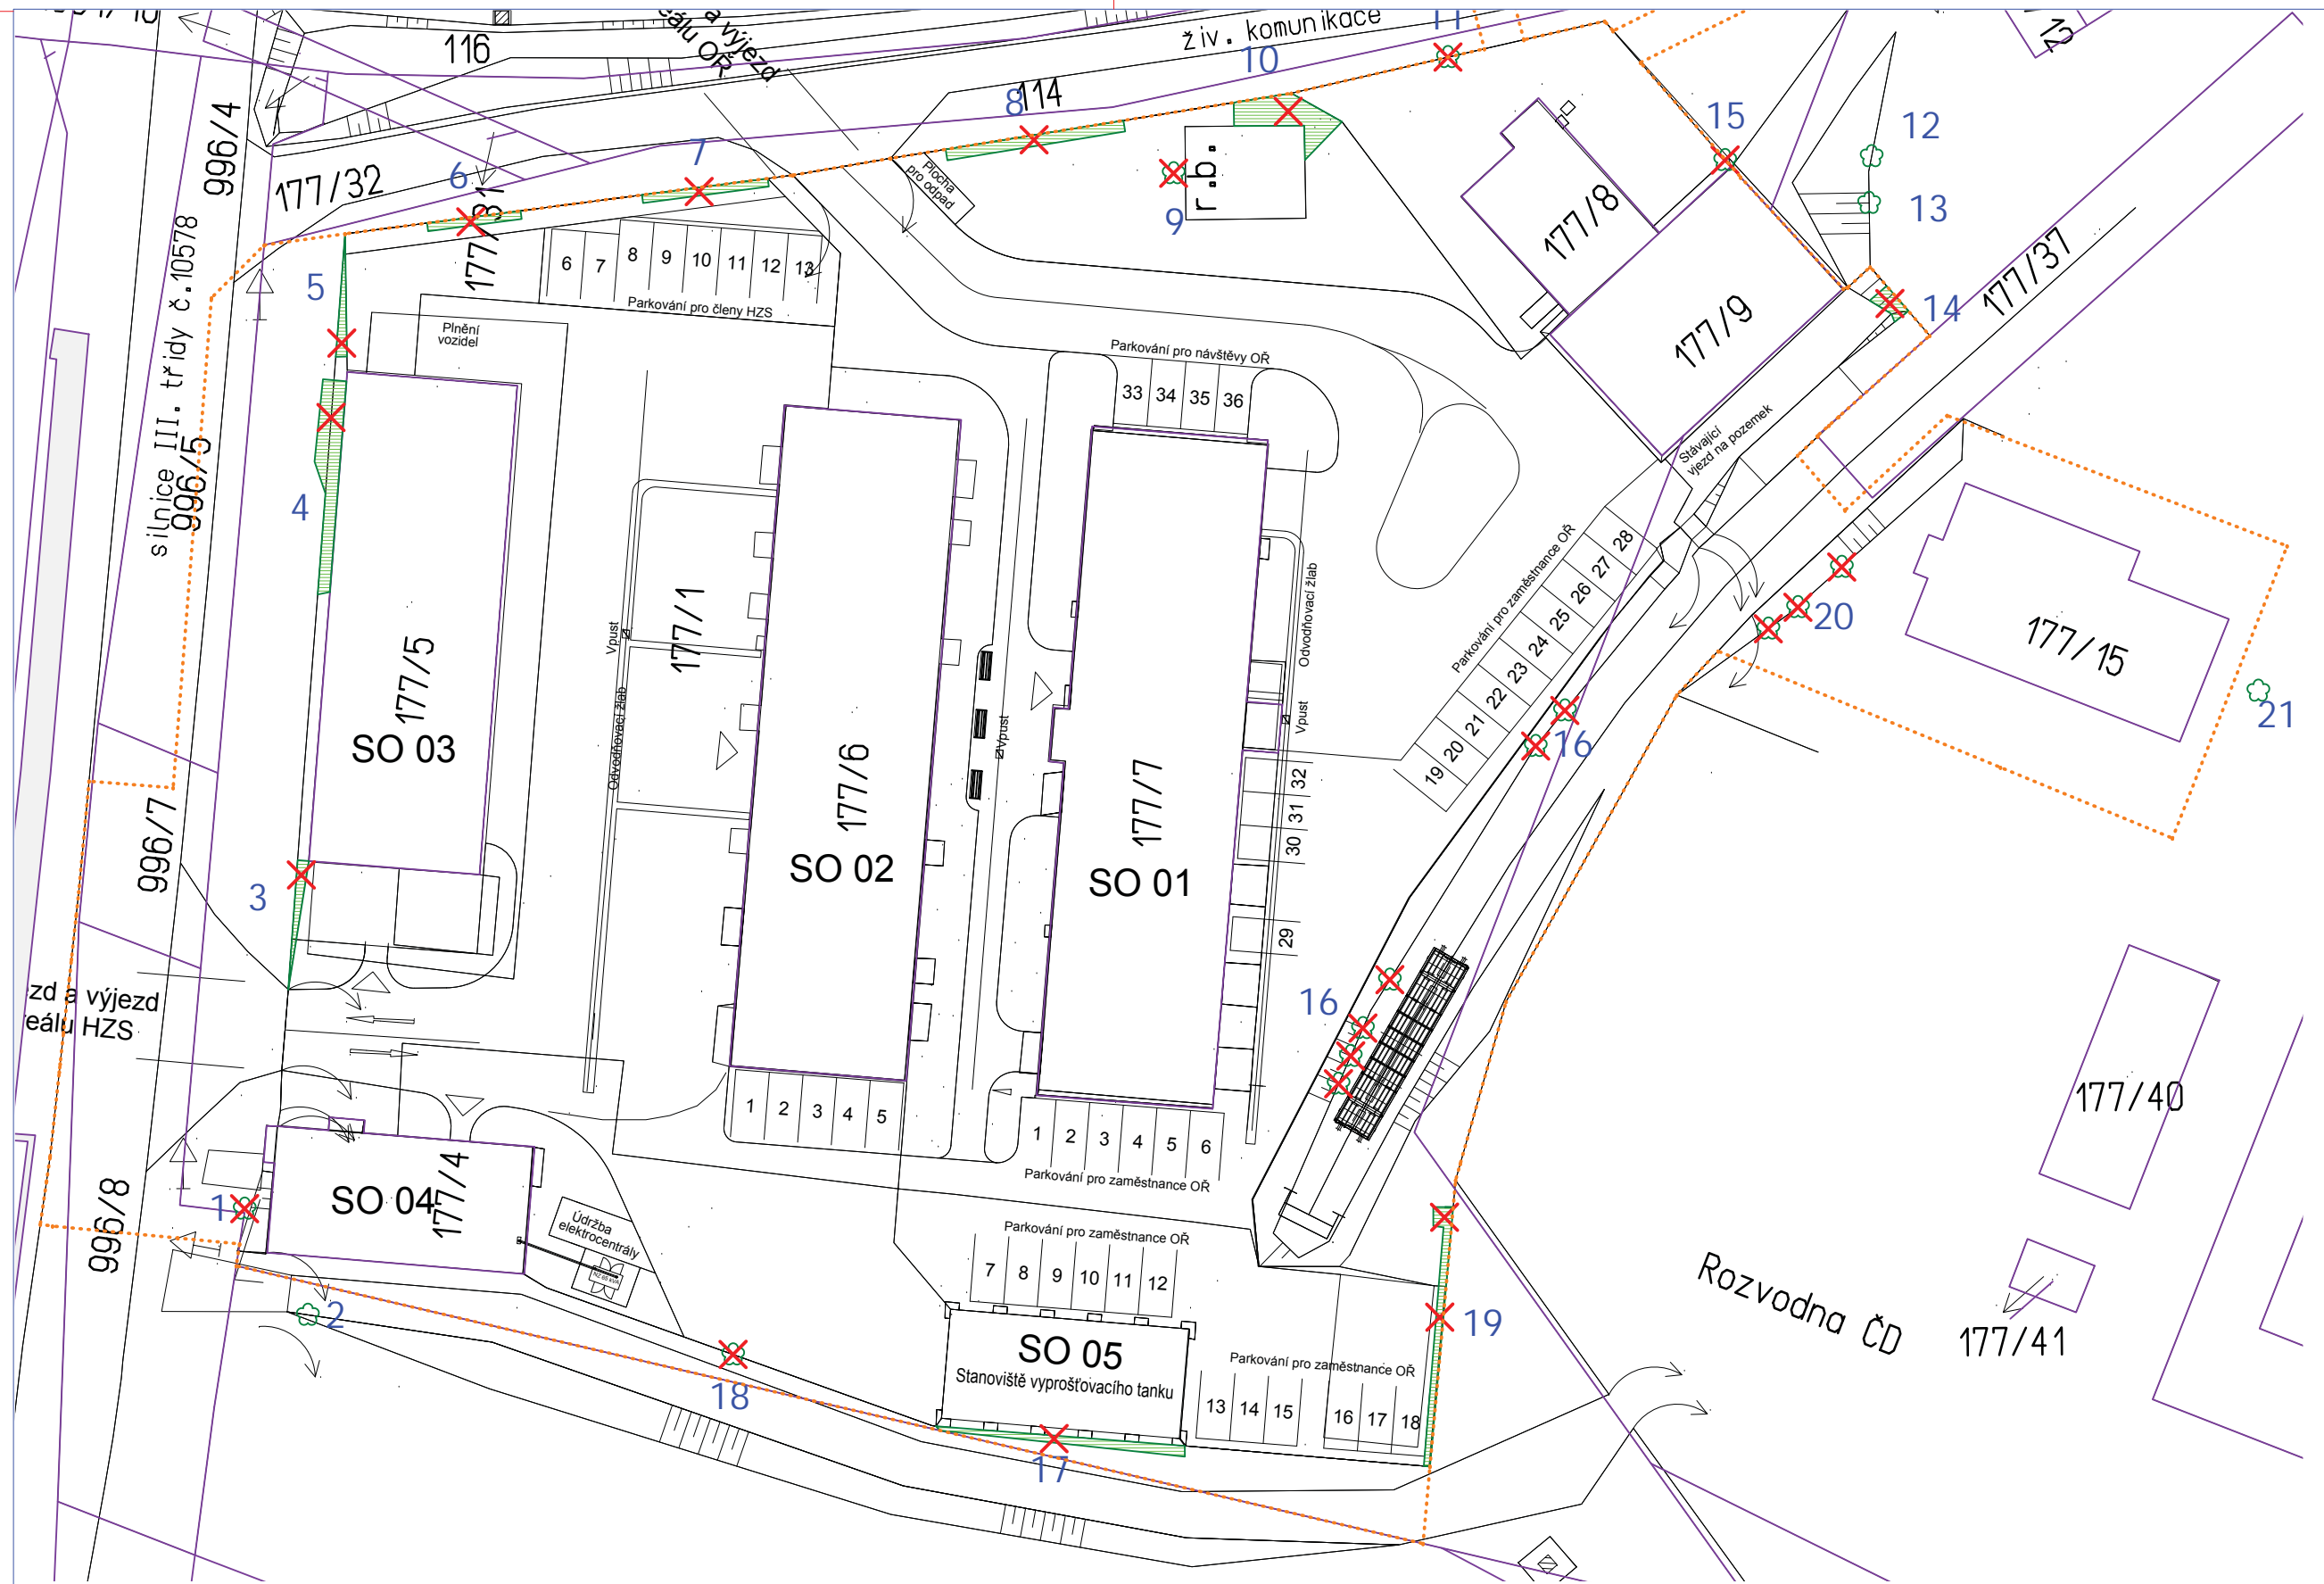 116
a výjezd
álu OŘ
živ. komunikace
10
11
12
114
8
15
12
996/4
7
r.b.
177/32
6
Plocha
pro odpad
9
13
177/31
177/8
177/37
silnice III. třidy č.10578
5
6 7 8 9 10 11 12 13
Parkování pro členy HZS
14
177/9
Plnění
vozidel
Parkování pro návštěvy OŘ
33 34 35 36
Stávající
vjezd na pozemek
996/5
4
Parkování pro zaměstnance OŘ
28
27
26
25
24
23
22
21
20
19
Odvodňovací žlab
Vpust
177/1
20
177/15
177/5
SO 03
Odvodňovací žlab
Vpust
Vpust
16
21
177/6
SO 02
177/7
SO 01
32
31
30
29
996/7
3
zd a výjezd
eálu HZS
16
177/40
1 2 3 4 5
1 2 3 4 5 6
Parkování pro zaměstnance OŘ
996/8
1
SO 04
177/4
Údržba
elektrocentrály
Parkování pro zaměstnance OŘ
7 8 9 10 11 12
2
Rozvodna ČD
177/41
19
SO 05
Stanoviště vyprošťovacího tanku
Parkování pro zaměstnance OŘ
13 14 15
16 17 18
18
17